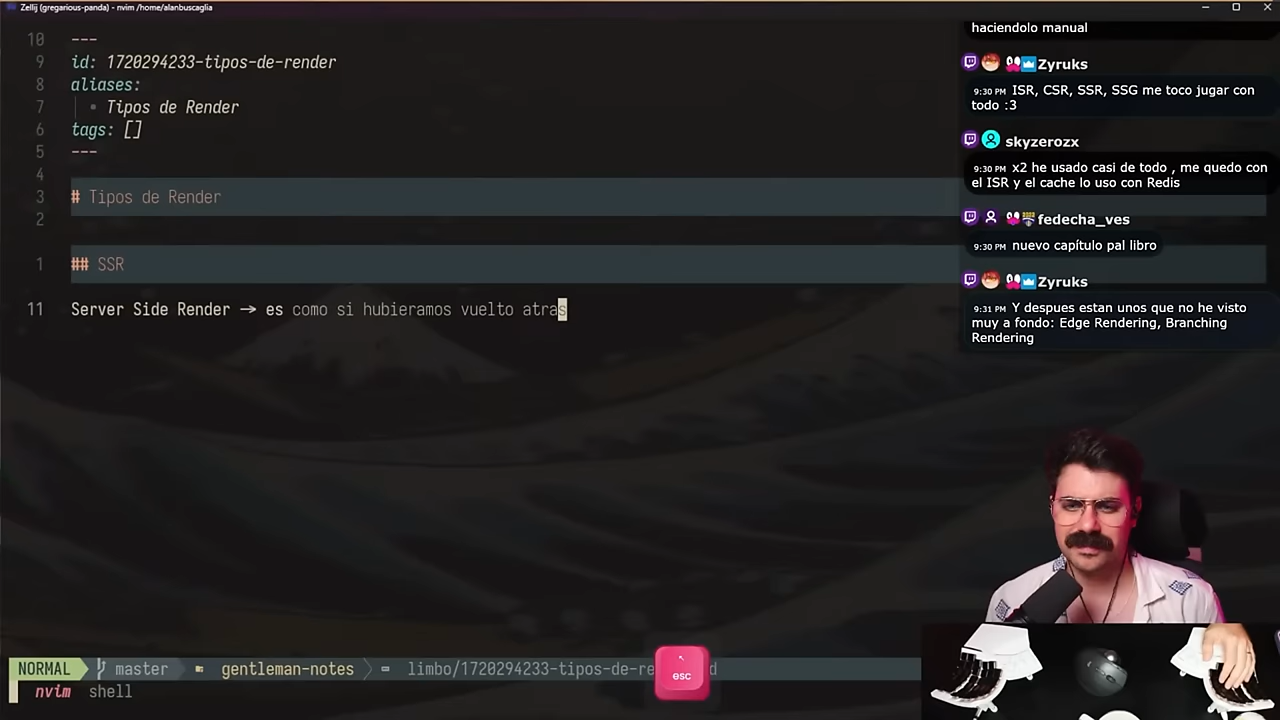 Zellij (gregarious-panda) - nvim /home/alanbuscaglia
10 ---
9 id: 1720294233-tipos-de-render
8 aliases:
7 • Tipos de Render
6 tags: []
5 ---
4
3 # Tipos de Render
2
1 ## SSR
11 Server Side Render → es como si hubieramos vuelto atras
NORMAL master gentleman-notes limbo/1720294233-tipos-de-re
nvim shell
esc
haciendolo manual
Zyruks
9:30 PM ISR, CSR, SSR, SSG me toco jugar con
todo :3
skyzerozx
9:30 PM x2 he usado casi de todo , me quedo con
el ISR y el cache lo uso con Redis
fedecha_ves
9:30 PM nuevo capítulo pal libro
Zyruks
9:31 PM Y despues estan unos que no he visto
muy a fondo: Edge Rendering, Branching
Rendering